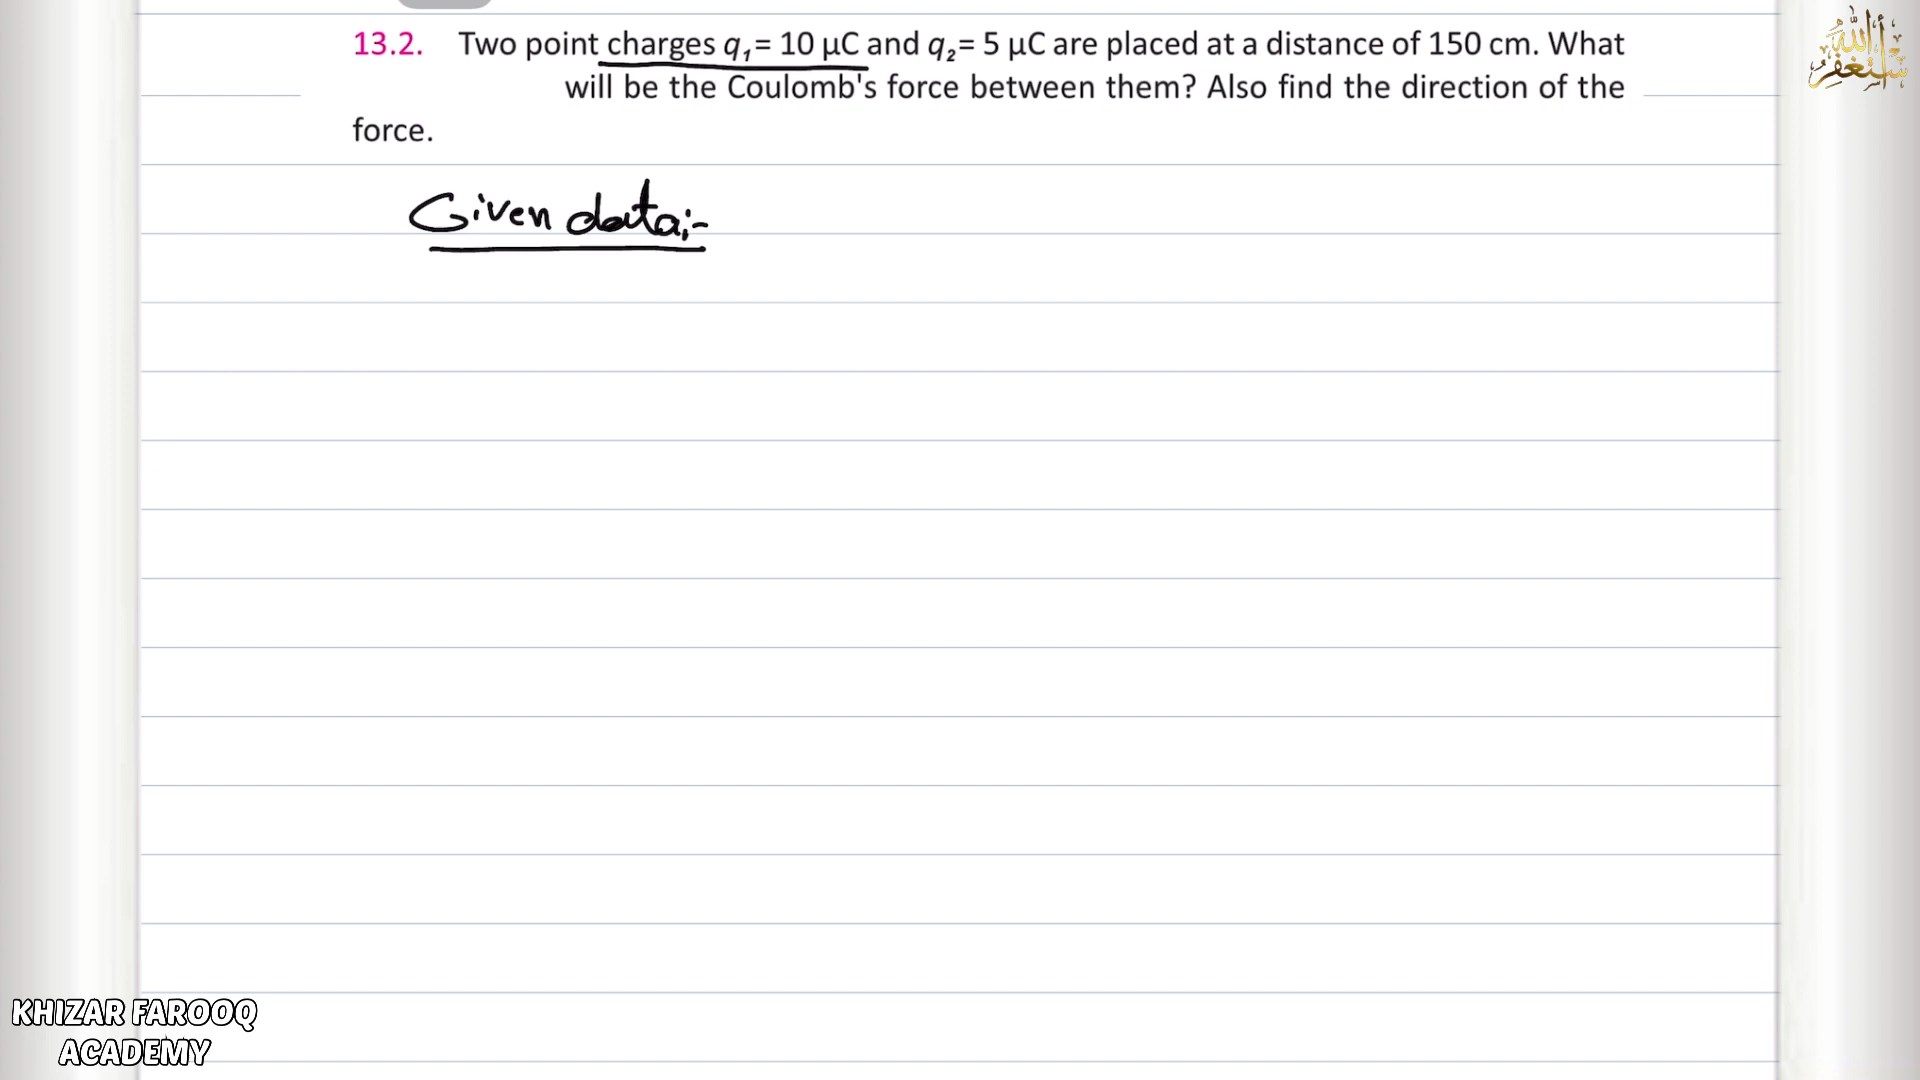 13.2. Two point charges q₁= 10 µC and q₂= 5 µC are placed at a distance of 150 cm. What
will be the Coulomb's force between them? Also find the direction of the
force.
Given data;-
أستغفر الله
KHIZAR FAROOQ
ACADEMY